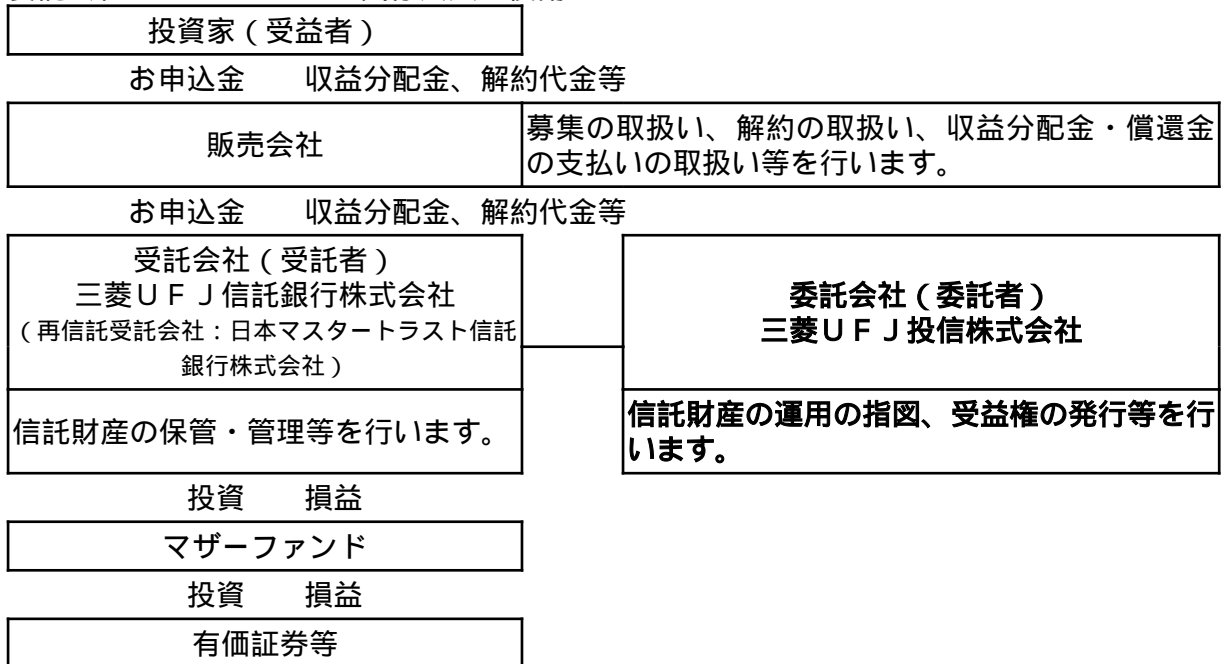 投資家（受益者）
お申込金　　収益分配金、解約代金等
販売会社
募集の取扱い、解約の取扱い、収益分配金・償還金
の支払いの取扱い等を行います。
お申込金　　収益分配金、解約代金等
受託会社（受託者）
三菱ＵＦＪ信託銀行株式会社
（再信託受託会社：日本マスタートラスト信託
銀行株式会社）
委託会社（委託者）
三菱ＵＦＪ投信株式会社
信託財産の保管・管理等を行います。
信託財産の運用の指図、受益権の発行等を行
います。
投資　　損益
マザーファンド
投資　　損益
有価証券等